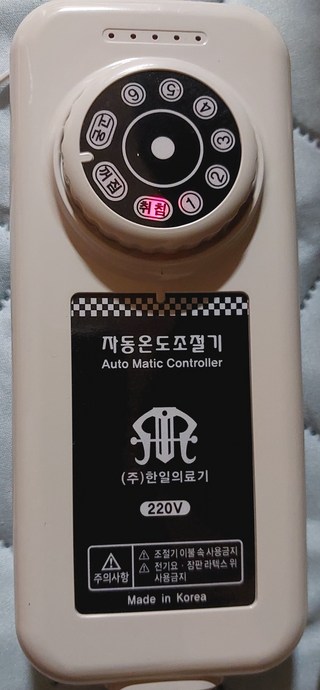 고온
6
5
4
3
2
1
취침
꺼짐
자동온도조절기
Auto Matic Controller
(주)한일의료기
220V
주의사항
조절기 이불 속 사용금지
전기요·장판 라텍스 위
사용금지
Made in Korea